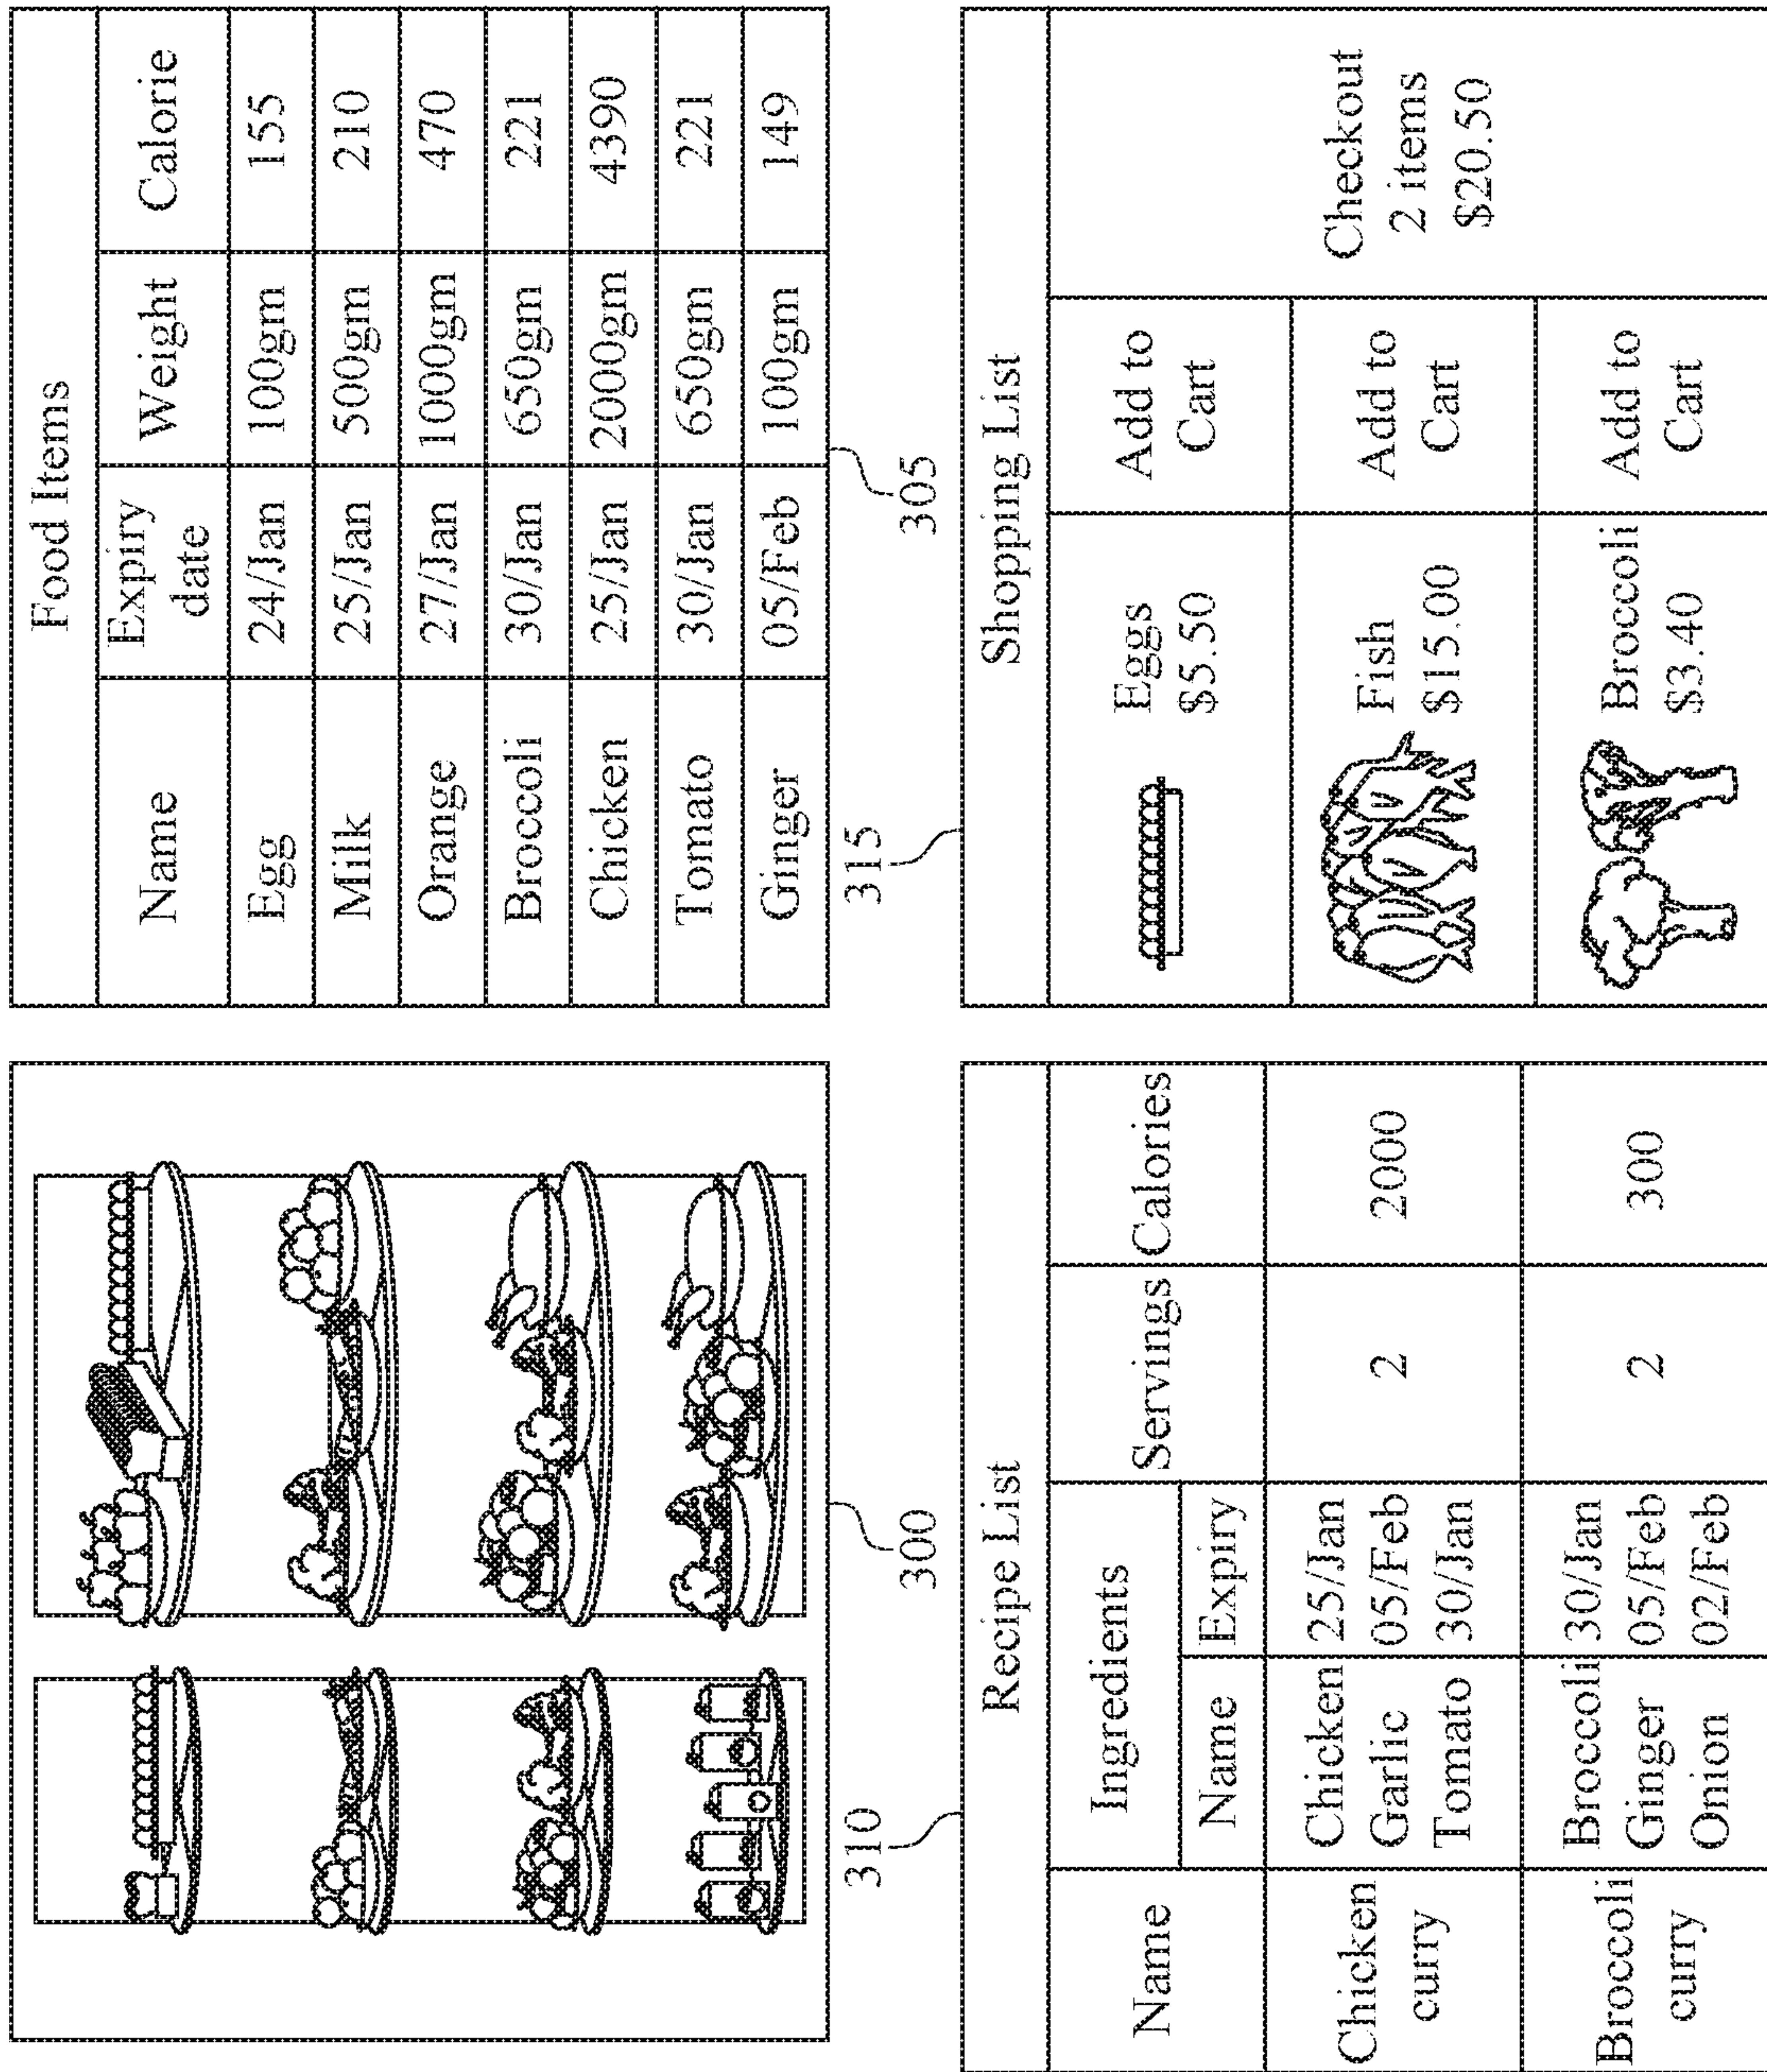 Food Items
Name Expiry date Weight Calorie
Egg 24/Jan 100gm 155
Milk 25/Jan 500gm 210
Orange 27/Jan 1000gm 470
Broccoli 30/Jan 650gm 221
Chicken 25/Jan 2000gm 4390
Tomato 30/Jan 650gm 221
Ginger 05/Feb 100gm 149
300
305
310
Recipe List
Name Ingredients Servings Calories
Name Expiry
Chicken curry
Chicken 25/Jan
Garlic 05/Feb
Tomato 30/Jan
2 2000
Broccoli curry
Broccoli 30/Jan
Ginger 05/Feb
Onion 02/Feb
2 300
315
Shopping List
Eggs
$5.50
Add to
Cart
Fish
$15.00
Add to
Cart
Broccoli
$3.40
Add to
Cart
Checkout
2 items
$20.50